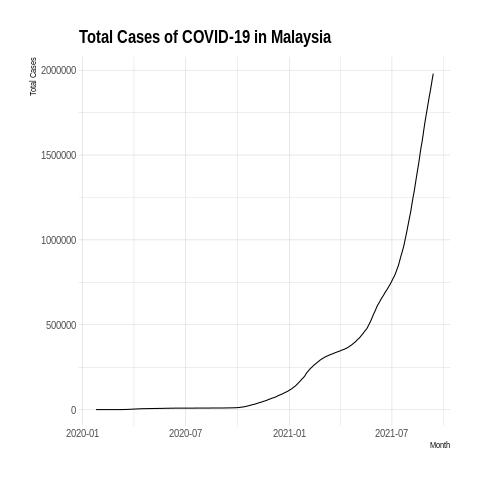 Total Cases of COVID-19 in Malaysia
Total Cases
2000000
1500000
1000000
500000
0
2020-01 2020-07 2021-01 2021-07
Month